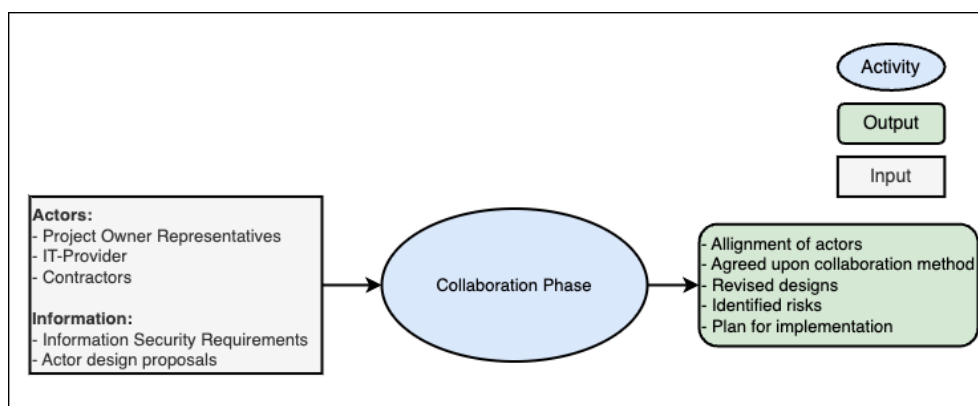 Activity
Output
Input
Actors:
- Project Owner Representatives
- IT-Provider
- Contractors
Information:
- Information Security Requirements
- Actor design proposals
Collaboration Phase
- Allignment of actors
- Agreed upon collaboration method
- Revised designs
- Identified risks
- Plan for implementation